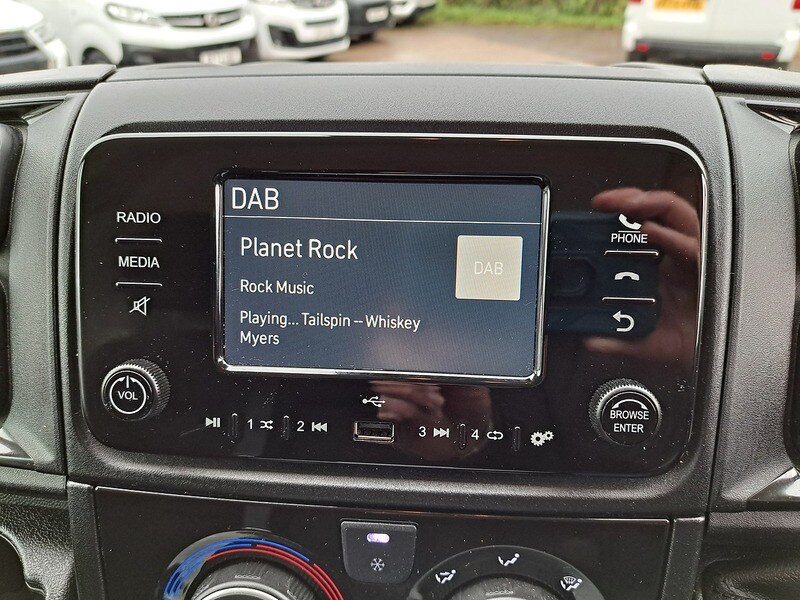 DAB
Planet Rock
DAB
Rock Music
Playing... Tailspin – Whiskey
Myers
RADIO
MEDIA
PHONE
VOL
1
2
3
4
BROWSE
ENTER